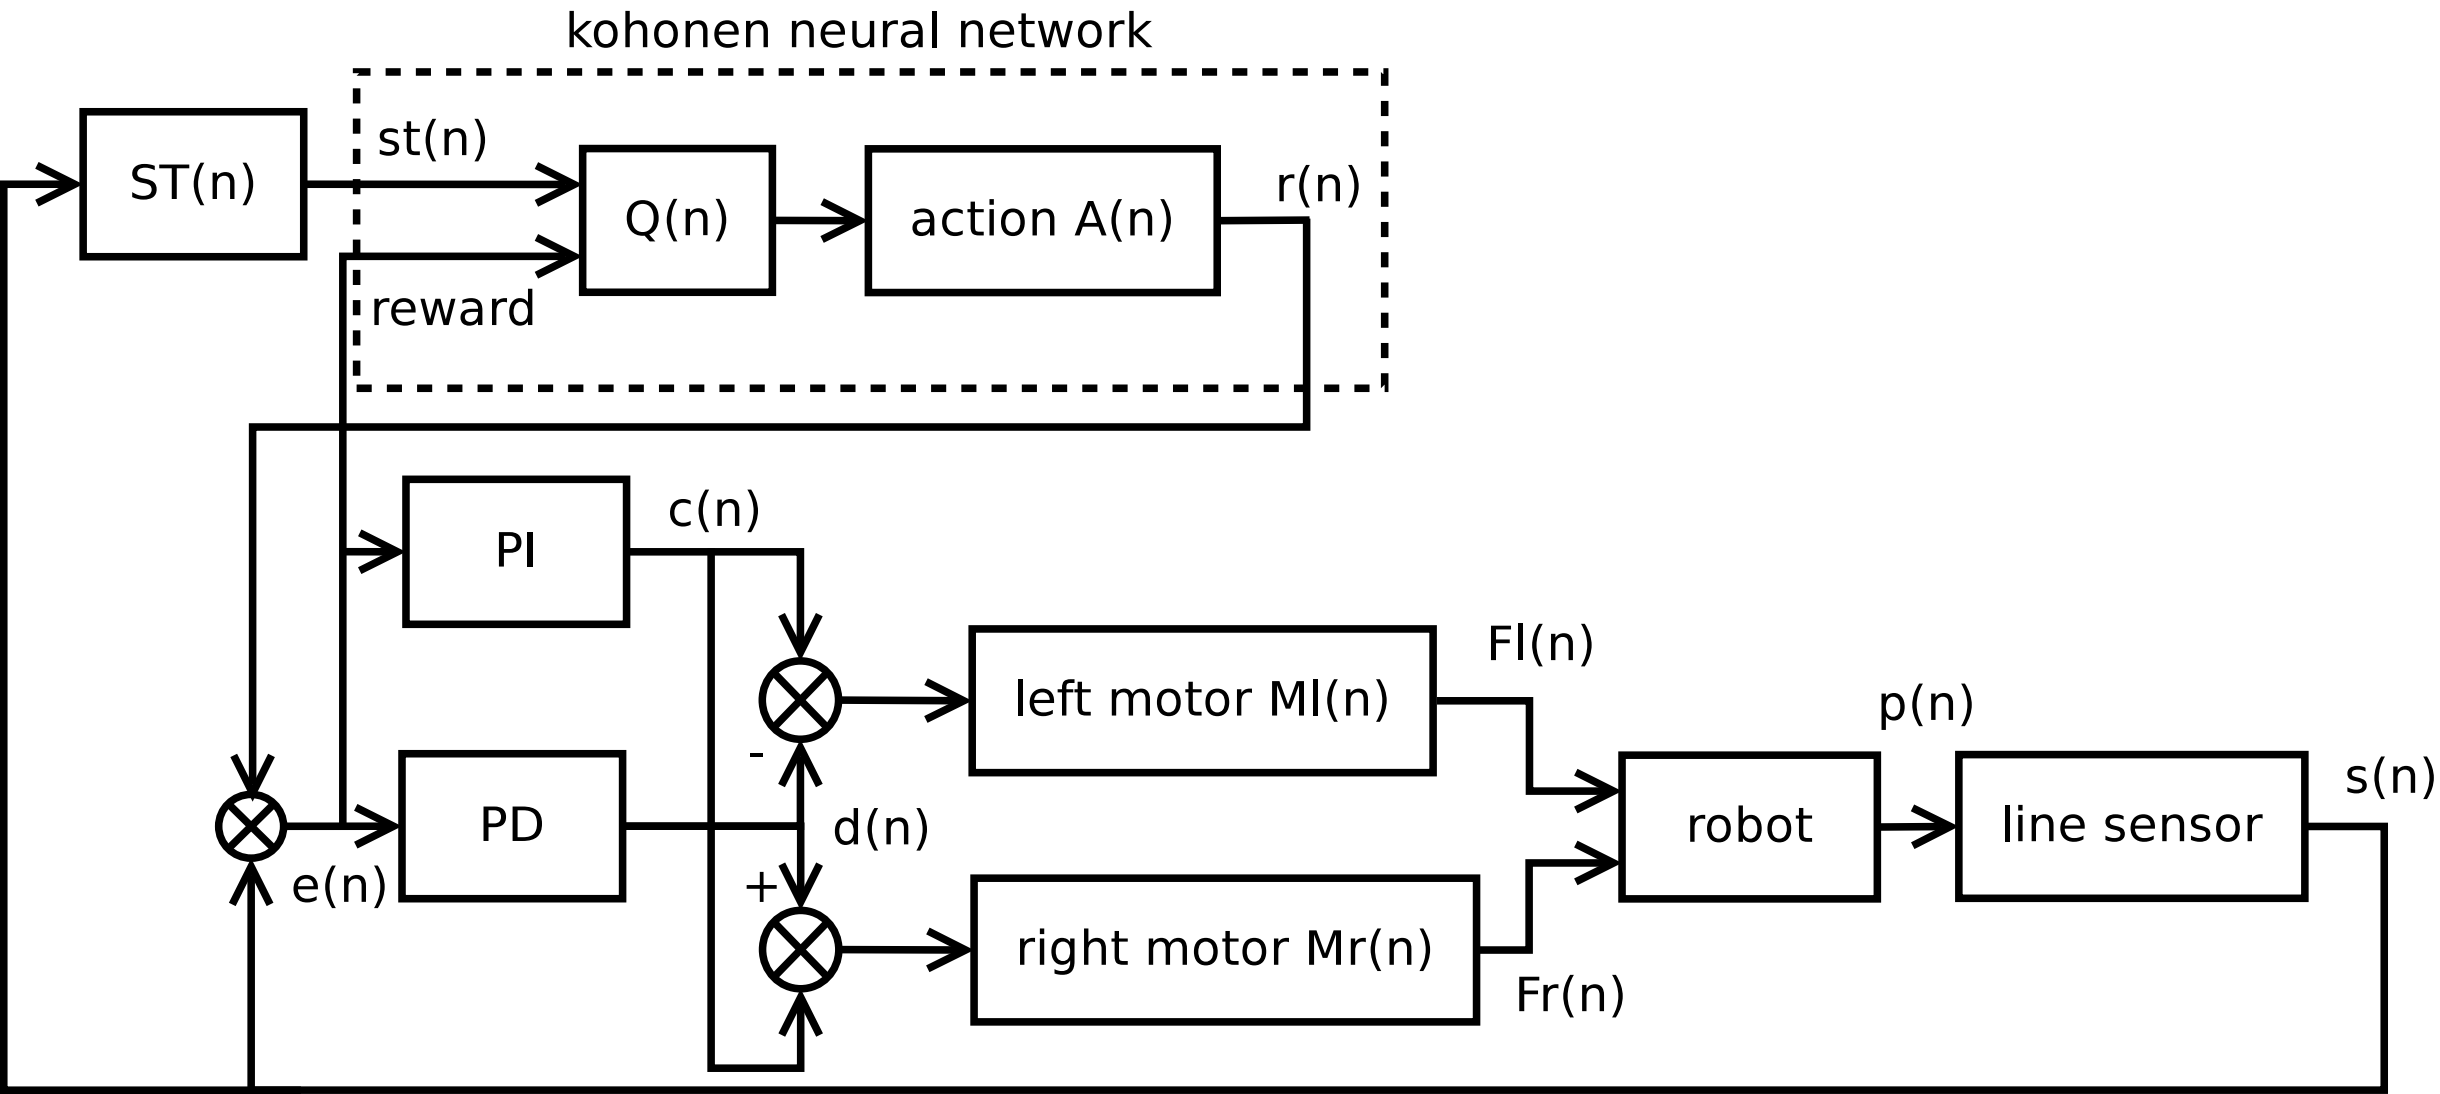 kohonen neural network
ST(n)
st(n)
Q(n)
action A(n)
r(n)
reward
PI
c(n)
left motor Ml(n)
Fl(n)
p(n)
-
PD
d(n)
robot
line sensor
s(n)
e(n)
+
right motor Mr(n)
Fr(n)